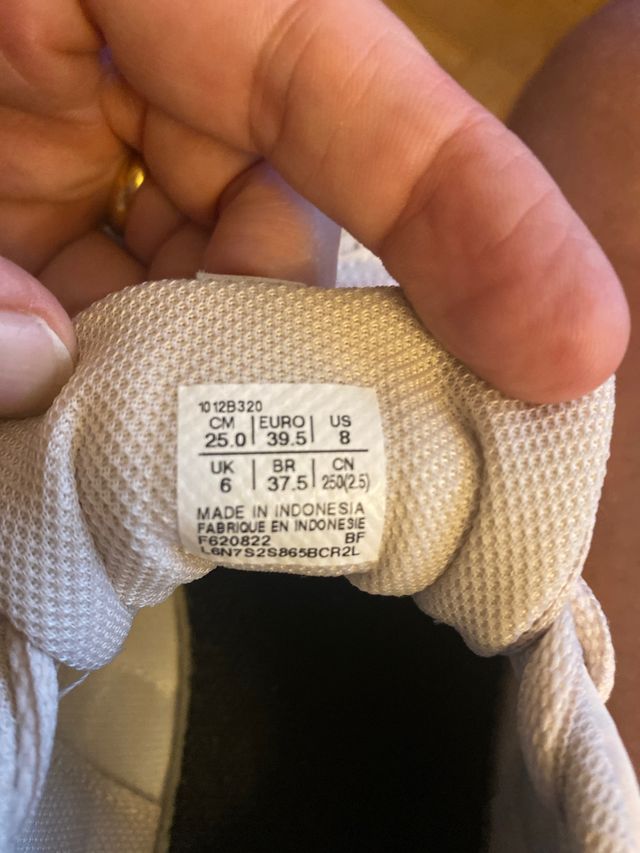 1012B320
CM EURO US
25.0 39.5 8
UK BR CN
6 37.5 250(2.5)
MADE IN INDONESIA
FABRIQUE EN INDONESIE
F620822 BF
L6N7S2S865BCR2L